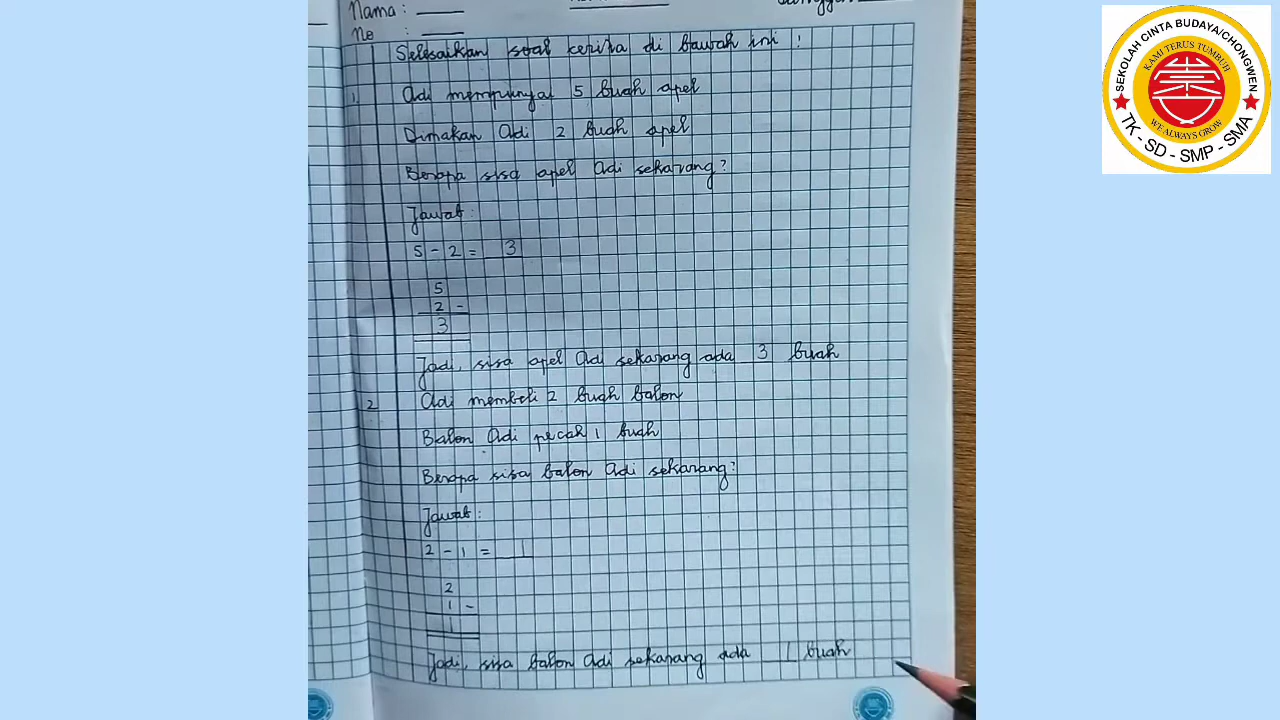 Nama :
No :
Selesaikan soal cerita di bawah ini !
Adi mempunyai 5 buah apel
Dimakan Adi 2 buah apel
Berapa sisa apel Adi sekarang?
Jawab :
5 - 2 = 3
5
2 -
3
Jadi, sisa apel Adi sekarang ada 3 buah
2 Adi membeli 2 buah balon
Balon Adi pecah 1 buah
Berapa sisa balon Adi sekarang?
Jawab :
2 - 1 =
2
1 -
1
Jadi, sisa balon Adi sekarang ada 1 buah
SEKOLAH CINTA BUDAYA/CHONGWEN
KAMI TERUS TUMBUH
WE ALWAYS GROW
TK - SD - SMP - SMA